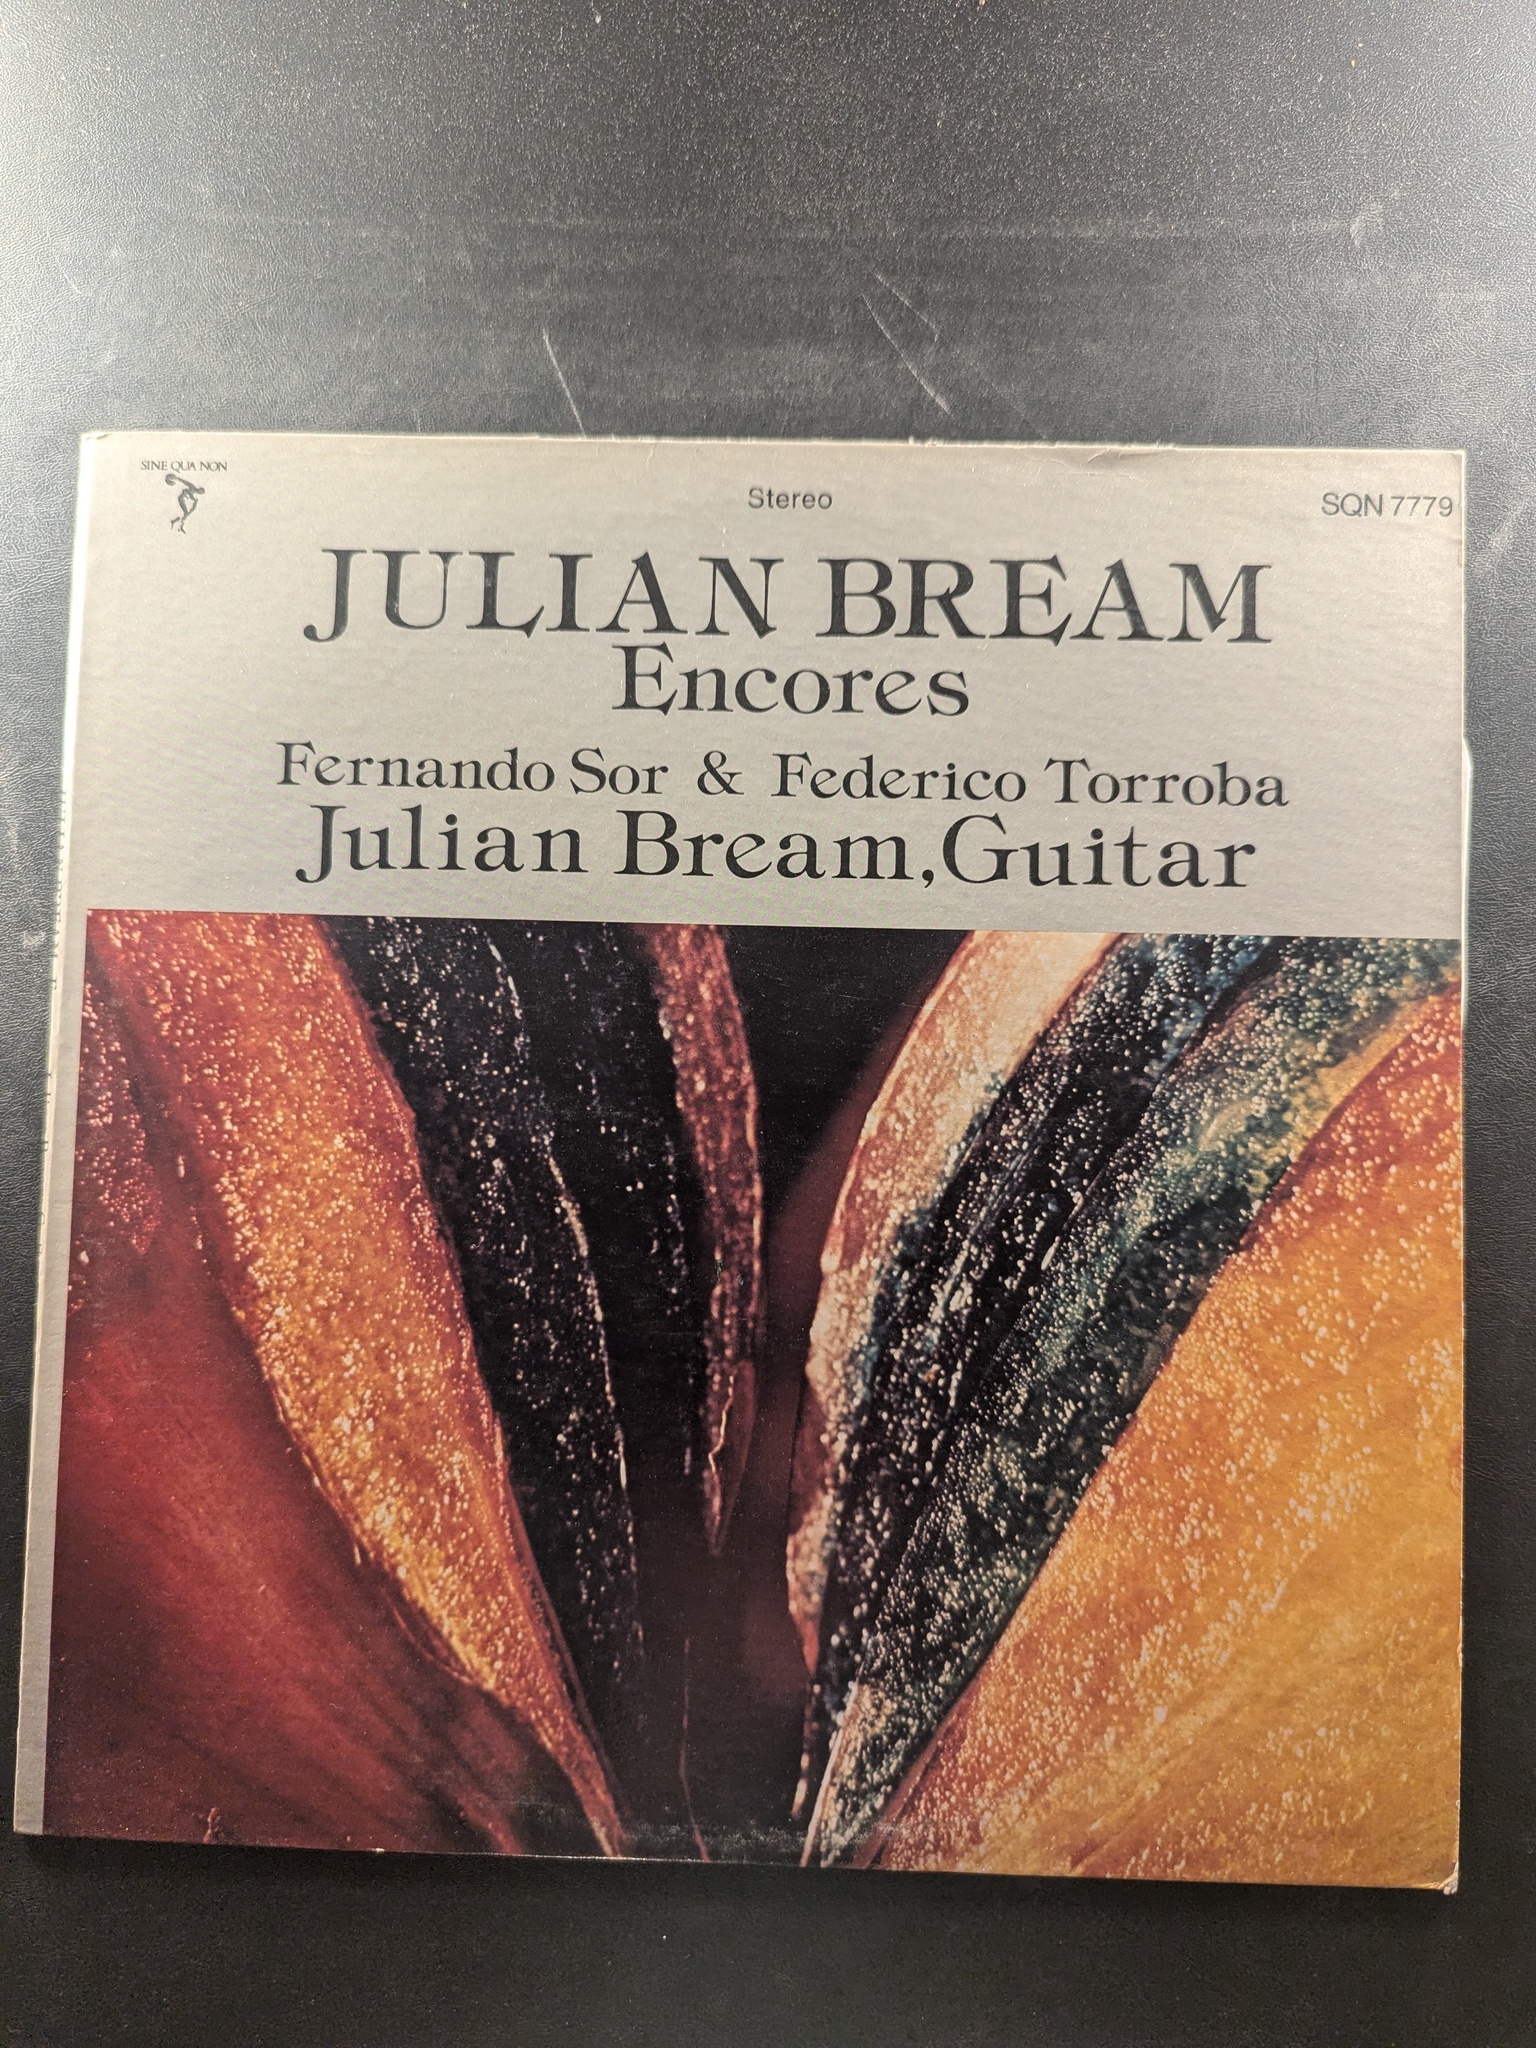 SINE QUA NON
Stereo
SQN 7779
JULIAN BREAM
Encores
Fernando Sor & Federico Torroba
Julian Bream, Guitar